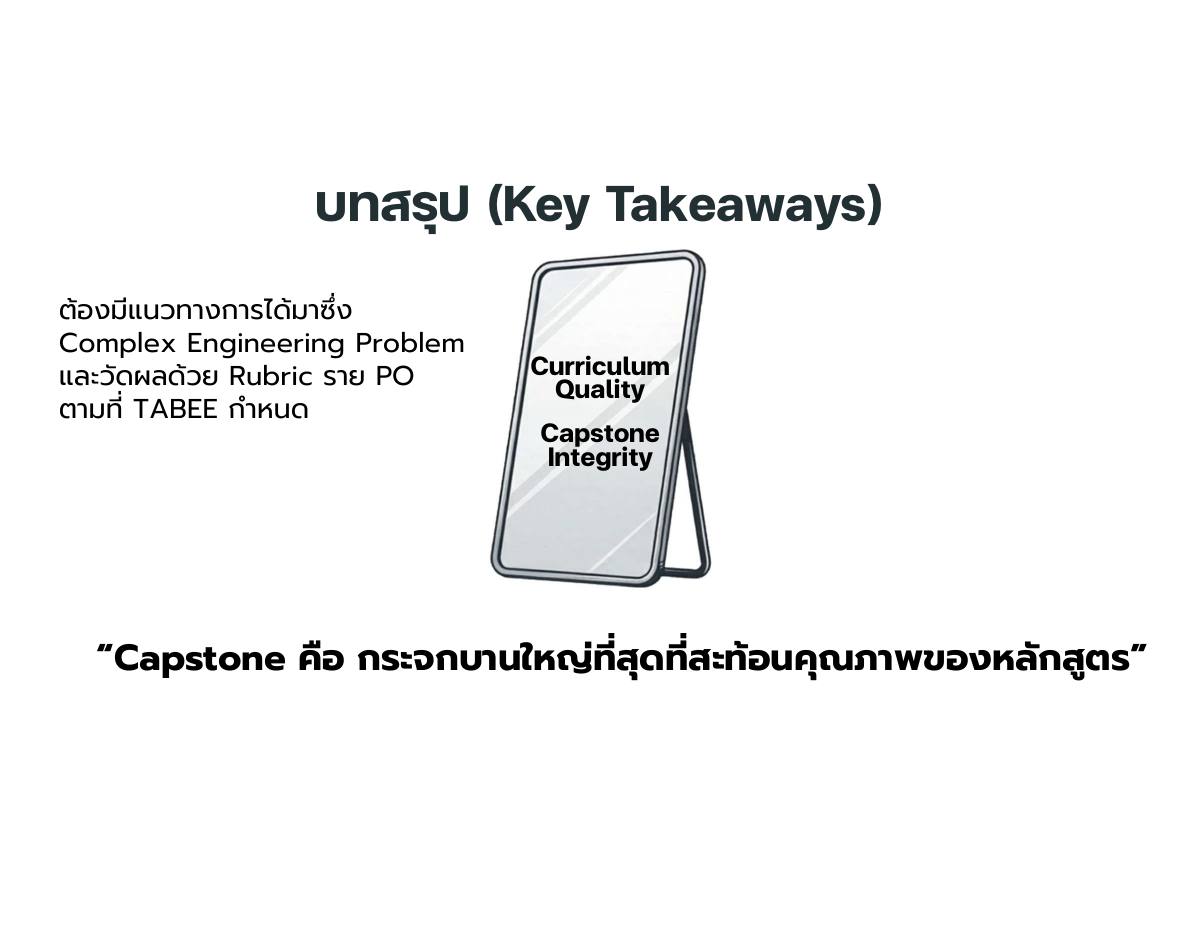 บทสรุป (Key Takeaways)
ต้องมีแนวทางการได้มาซึ่ง
Complex Engineering Problem
และวัดผลด้วย Rubric ราย PO
ตามที่ TABEE กำหนด
Curriculum
Quality
Capstone
Integrity
“Capstone คือ กระจกบานใหญ่ที่สุดที่สะท้อนคุณภาพของหลักสูตร”